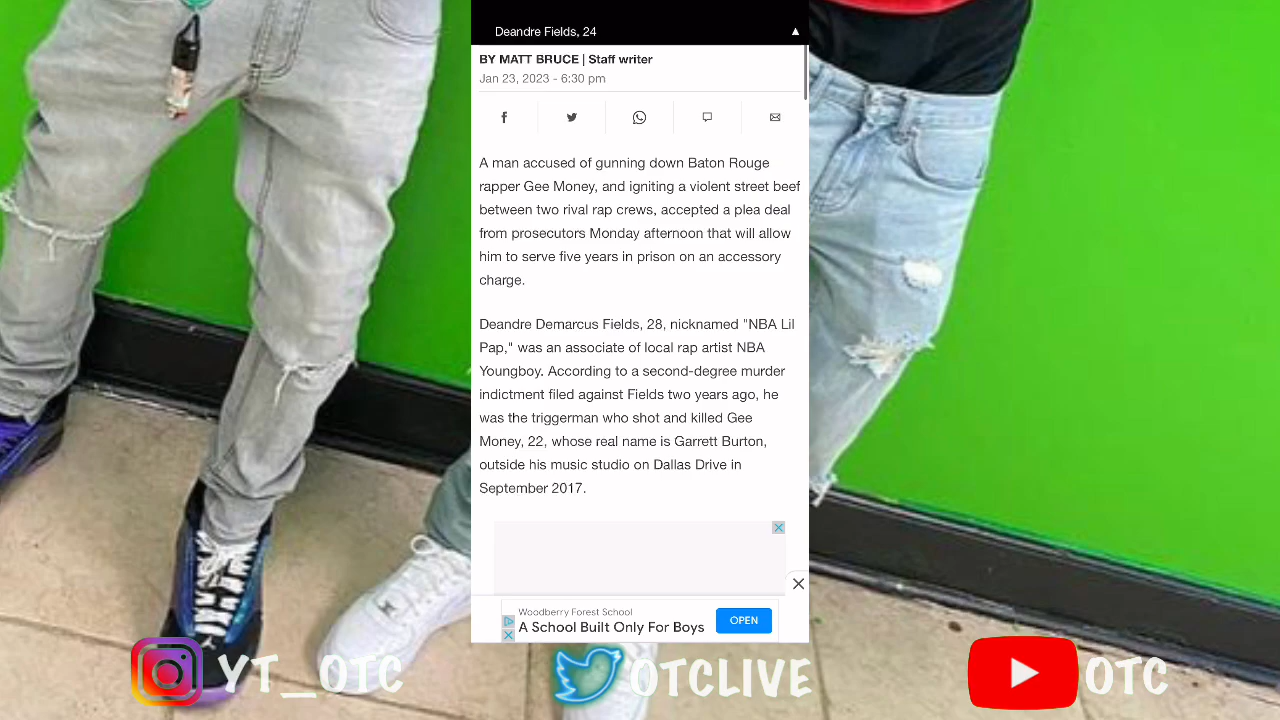 Deandre Fields, 24
BY MATT BRUCE | Staff writer
Jan 23, 2023 - 6:30 pm
A man accused of gunning down Baton Rouge
rapper Gee Money, and igniting a violent street beef
between two rival rap crews, accepted a plea deal
from prosecutors Monday afternoon that will allow
him to serve five years in prison on an accessory
charge.
Deandre Demarcus Fields, 28, nicknamed "NBA Lil
Pap," was an associate of local rap artist NBA
Youngboy. According to a second-degree murder
indictment filed against Fields two years ago, he
was the triggerman who shot and killed Gee
Money, 22, whose real name is Garrett Burton,
outside his music studio on Dallas Drive in
September 2017.
Woodberry Forest School
A School Built Only For Boys
OPEN
YT_OTC
OTCLIVE
OTC